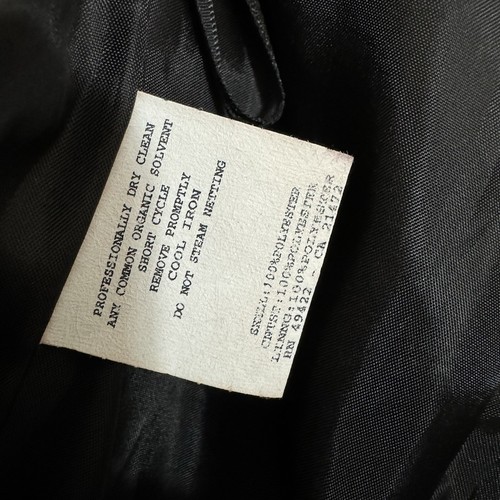 PROFESSIONALLY DRY CLEAN
ANY COMMON ORGANIC SOLVENT
SHORT CYCLE
REMOVE PROMPTLY
COOL IRON
DO NOT STEAM NETTING
SHELL:100%POLYESTER
CNTST:100%POLYESTER
LINING:100%POLYESTER
RN 49422 - CA 21472